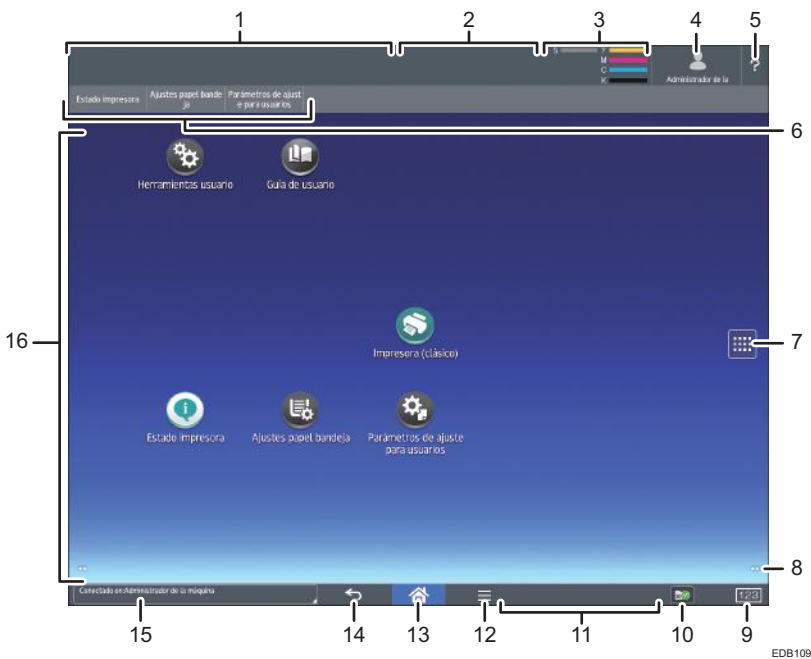 1 2 3 4 5
S Y
M
C
K
Administrador de la
?
Estado impresora Ajustes papel bande Parámetros de ajust
ja e para usuarios
6
Herramientas usuario Guía de usuario
16
Impresora (clásico)
7
Estado impresora Ajustes papel bandeja Parámetros de ajuste
para usuarios
8
Conectado en:Administrador de la máquina
123
15 14 13 12 11 10 9
EDB109